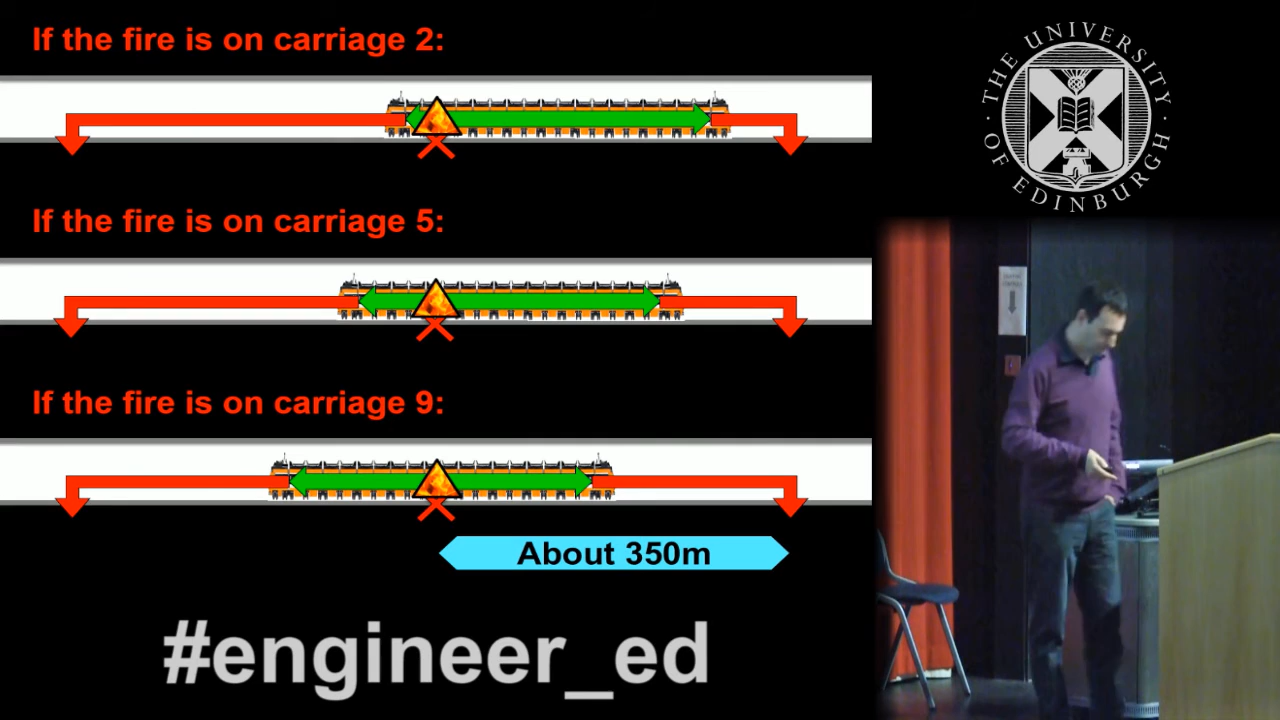 If the fire is on carriage 2:
If the fire is on carriage 5:
If the fire is on carriage 9:
About 350m
#engineer_ed
THE UNIVERSITY
OF EDINBURGH